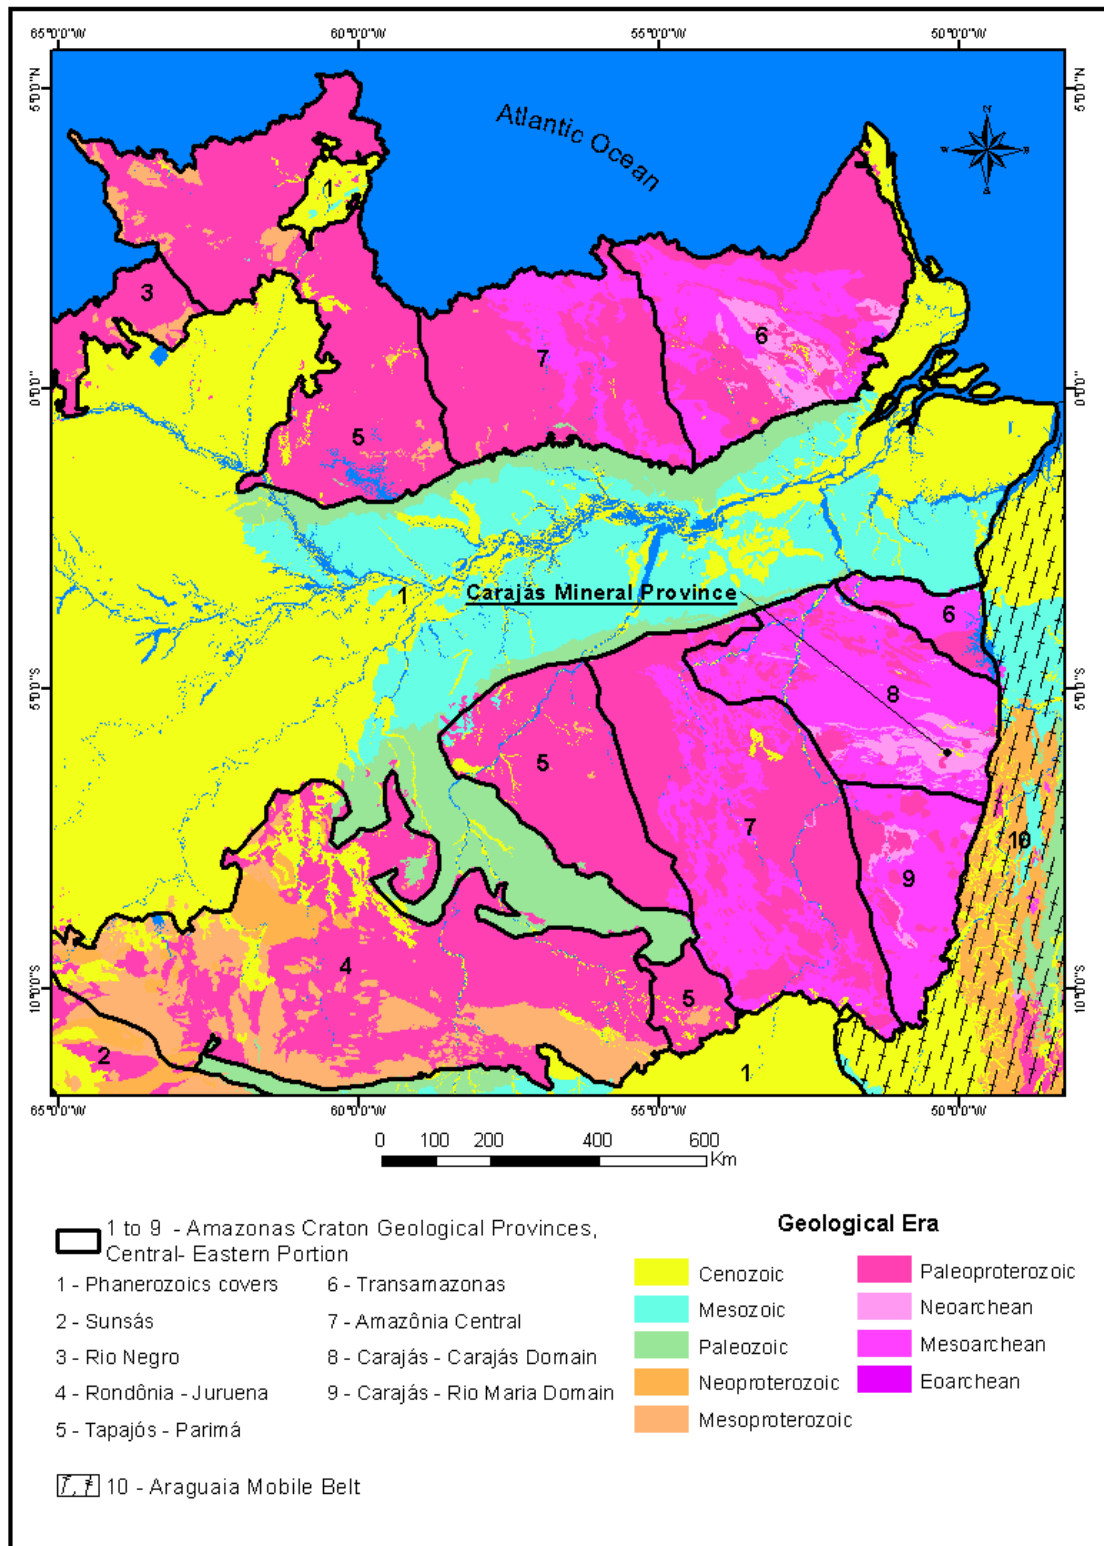 65°0'0"W 60°0'0"W 55°0'0"W 50°0'0"W
5°0'0"N
5°0'0"N
Atlantic Ocean
N
W E
S
1
3
6
7
0°0'0"
0°0'0"
5
1
Carajás Mineral Province
6
5°0'0"S
8
5°0'0"S
5
7
10
9
4
5
10°0'0"S
10°0'0"S
2
1
65°0'0"W 60°0'0"W 55°0'0"W 50°0'0"W
0 100 200 400 600
Km
1 to 9 - Amazonas Craton Geological Provinces,
Central- Eastern Portion
1 - Phanerozoics covers
2 - Sunsás
3 - Rio Negro
4 - Rondônia - Juruena
5 - Tapajós - Parimá
6 - Transamazonas
7 - Amazônia Central
8 - Carajás - Carajás Domain
9 - Carajás - Rio Maria Domain
10 - Araguaia Mobile Belt
Geological Era
Cenozoic
Mesozoic
Paleozoic
Neoproterozoic
Mesoproterozoic
Paleoproterozoic
Neoarchean
Mesoarchean
Eoarchean